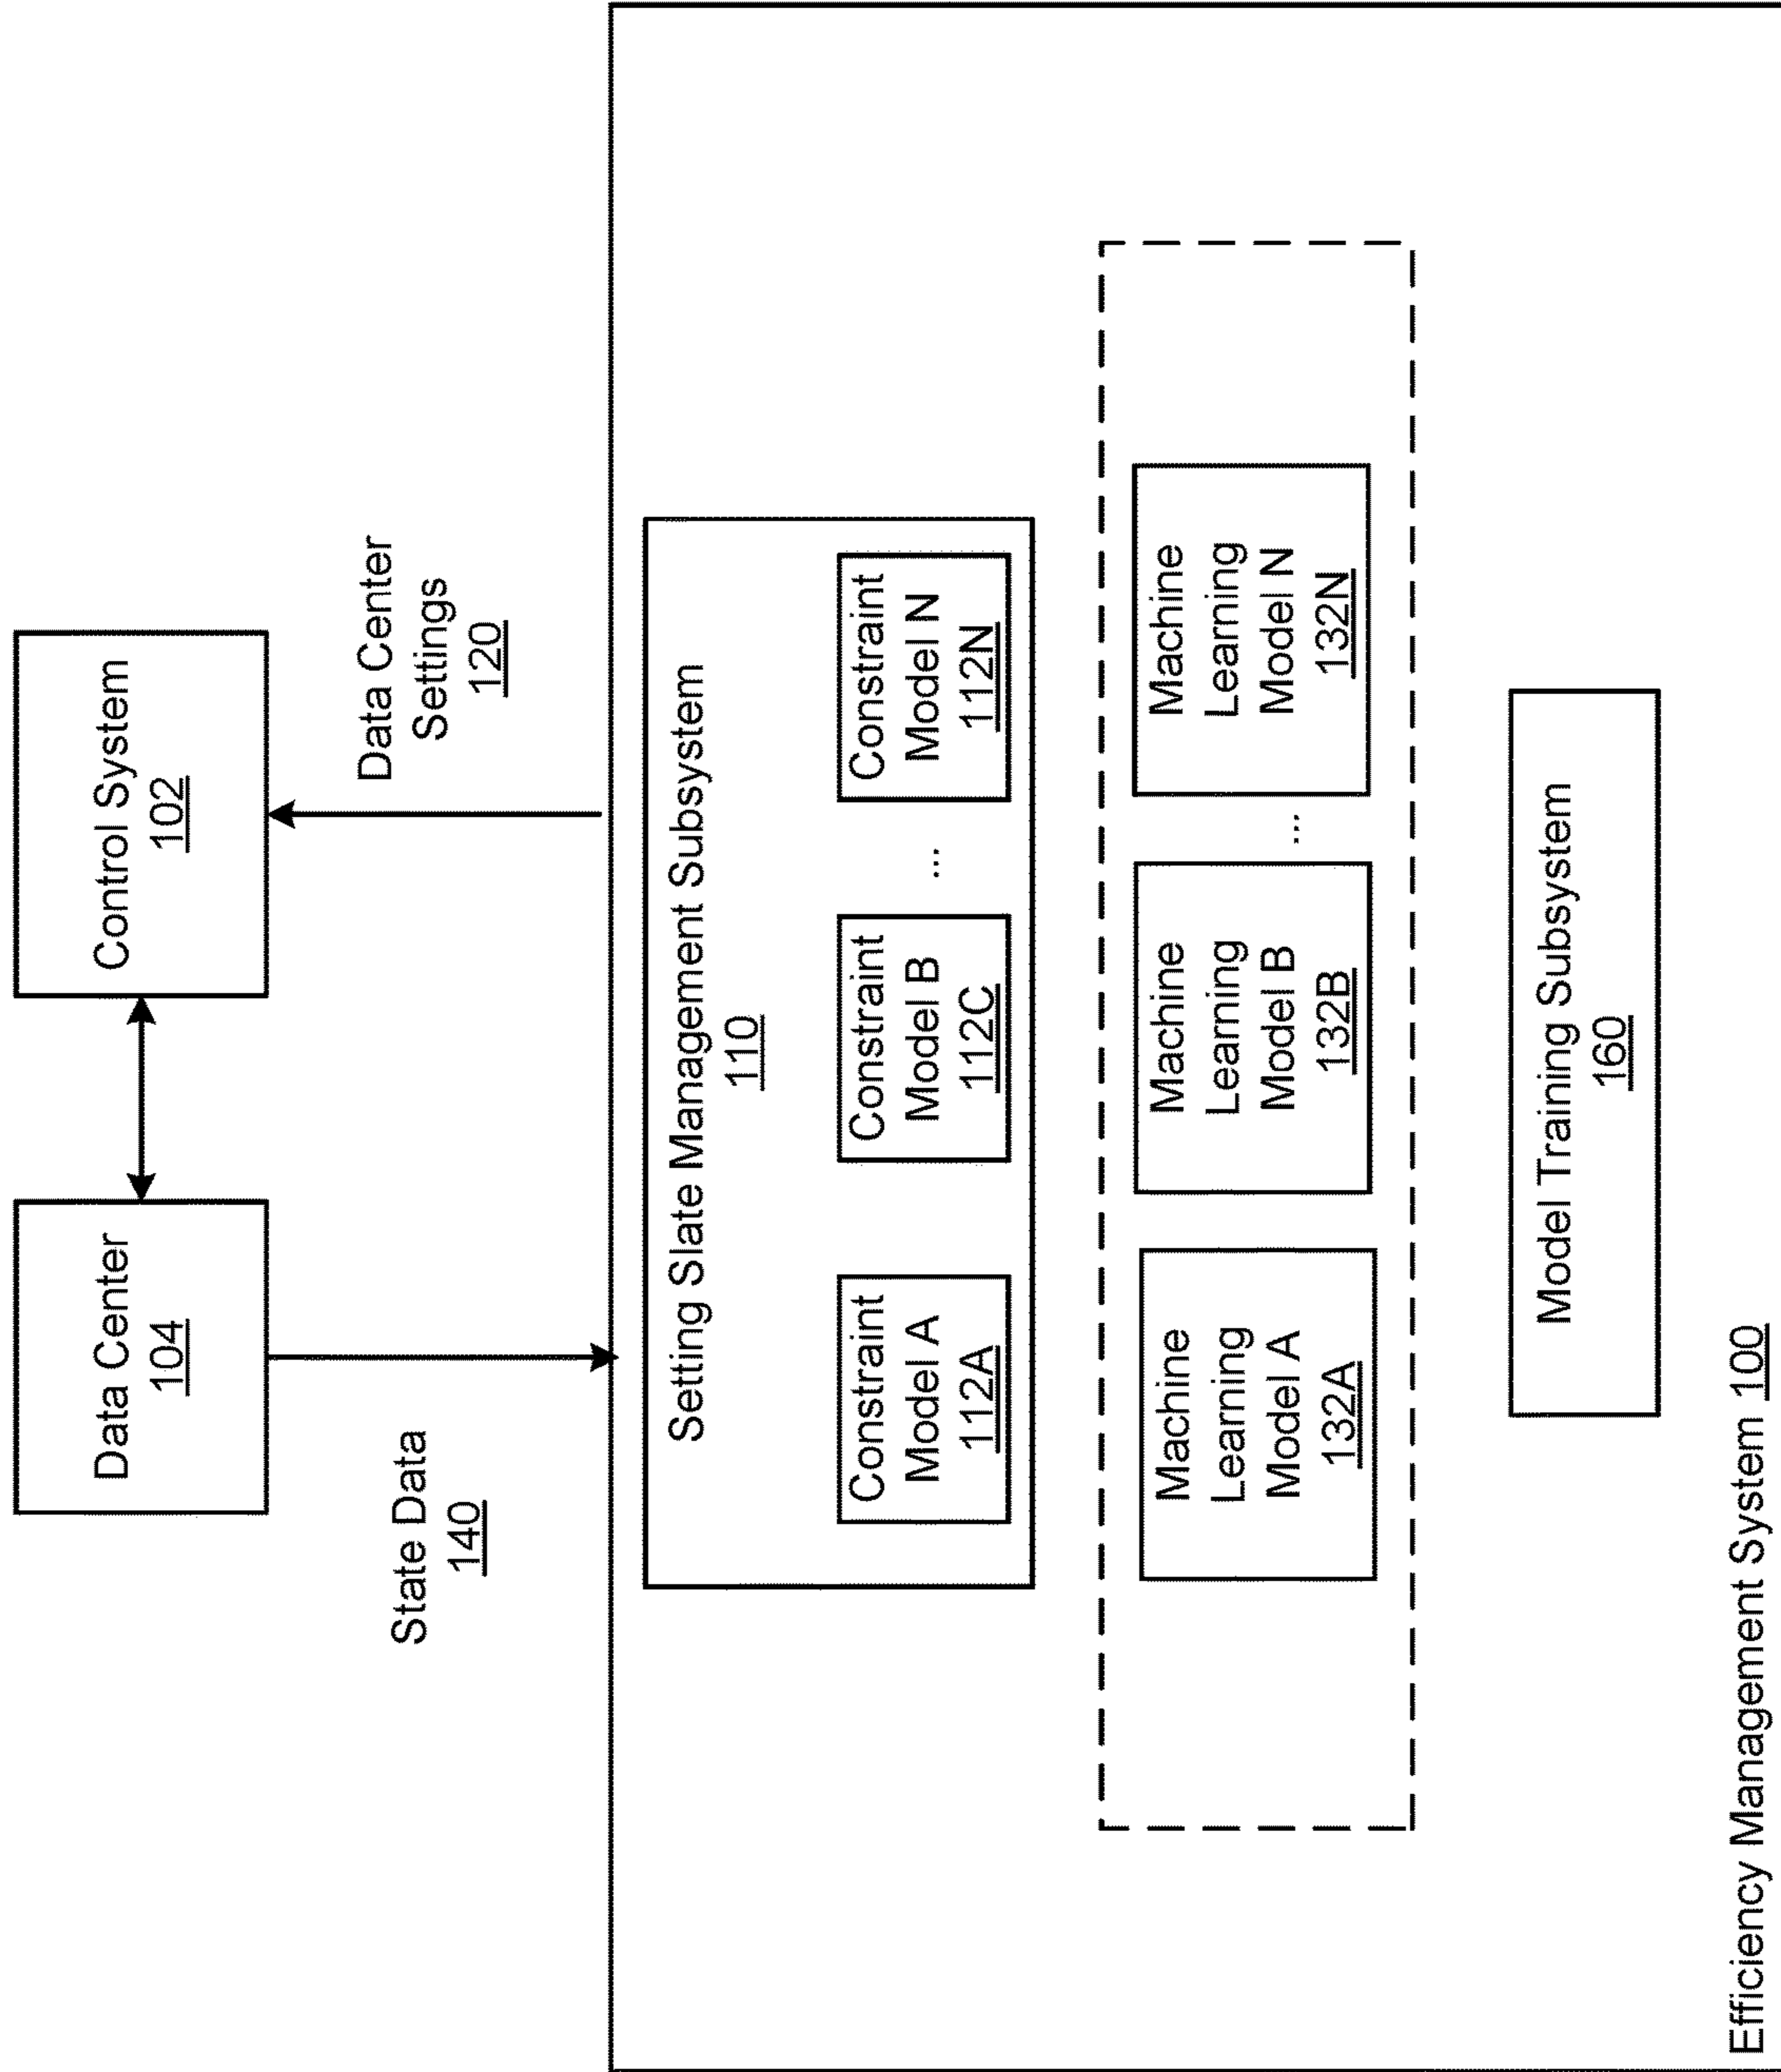 Data Center
104
Control System
102
State Data
140
Data Center
Settings
120
Setting Slate Management Subsystem
110
Constraint
Model A
112A
Constraint
Model B
112C
...
Constraint
Model N
112N
Machine
Learning
Model A
132A
Machine
Learning
Model B
132B
...
Machine
Learning
Model N
132N
Model Training Subsystem
160
Efficiency Management System 100